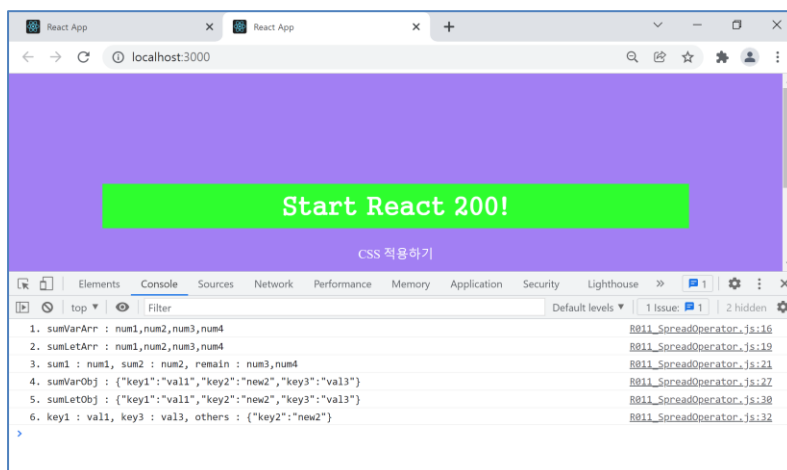 React App React App
localhost:3000
Start React 200!
CSS 적용하기
Elements Console Sources Network Performance Memory Application Security Lighthouse » 1
top ▼ Filter Default levels ▼ 1 Issue: 1 2 hidden
1. sumVarArr : num1,num2,num3,num4 R011_SpreadOperator.js:16
2. sumLetArr : num1,num2,num3,num4 R011_SpreadOperator.js:19
3. sum1 : num1, sum2 : num2, remain : num3,num4 R011_SpreadOperator.js:21
4. sumVarObj : {"key1":"val1","key2":"new2","key3":"val3"} R011_SpreadOperator.js:27
5. sumLetObj : {"key1":"val1","key2":"new2","key3":"val3"} R011_SpreadOperator.js:30
6. key1 : val1, key3 : val3, others : {"key2":"new2"} R011_SpreadOperator.js:32
>